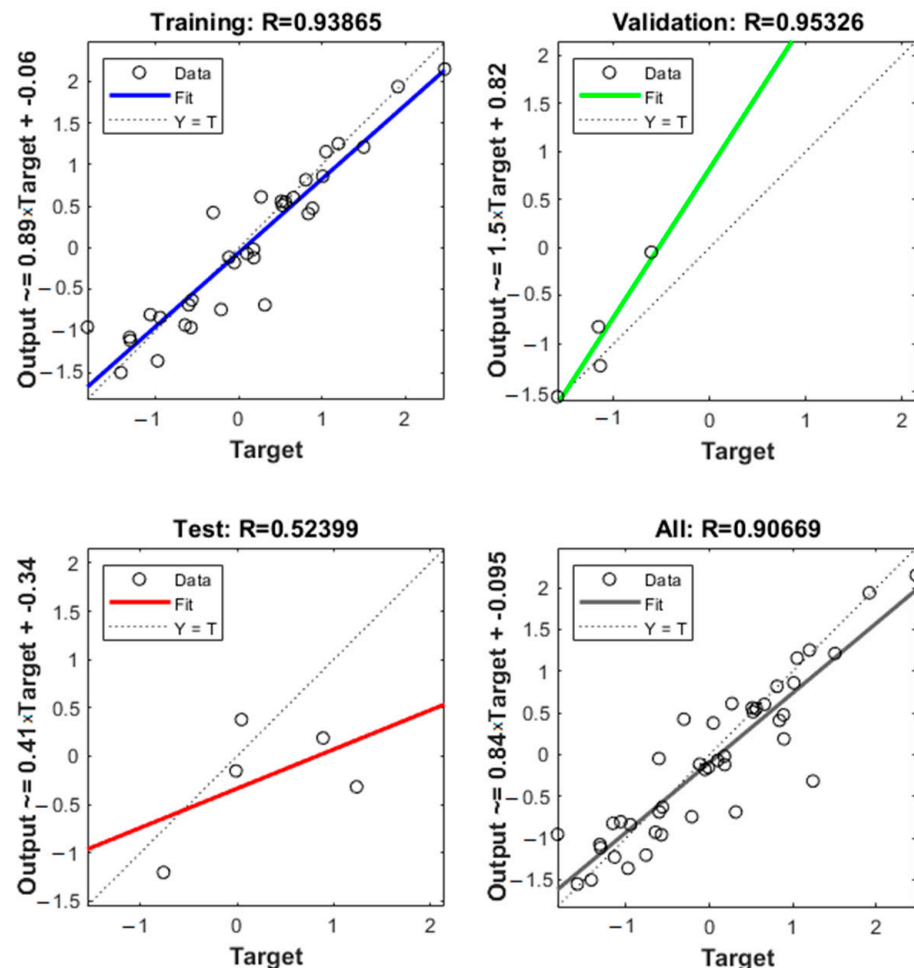 Training: R=0.93865
Output ~= 0.89×Target + -0.06
Data
Fit
Y = T
2
1.5
1
0.5
0
−0.5
−1
−1.5
−1
0
1
2
Target
Validation: R=0.95326
Output ~= 1.5×Target + 0.82
Data
Fit
Y = T
2
1.5
1
0.5
0
−0.5
−1
−1.5
−1
0
1
2
Target
Test: R=0.52399
Output ~= 0.41×Target + -0.34
Data
Fit
Y = T
2
1.5
1
0.5
0
−0.5
−1
−1.5
−1
0
1
2
Target
All: R=0.90669
Output ~= 0.84×Target + -0.095
Data
Fit
Y = T
2
1.5
1
0.5
0
−0.5
−1
−1.5
−1
0
1
2
Target